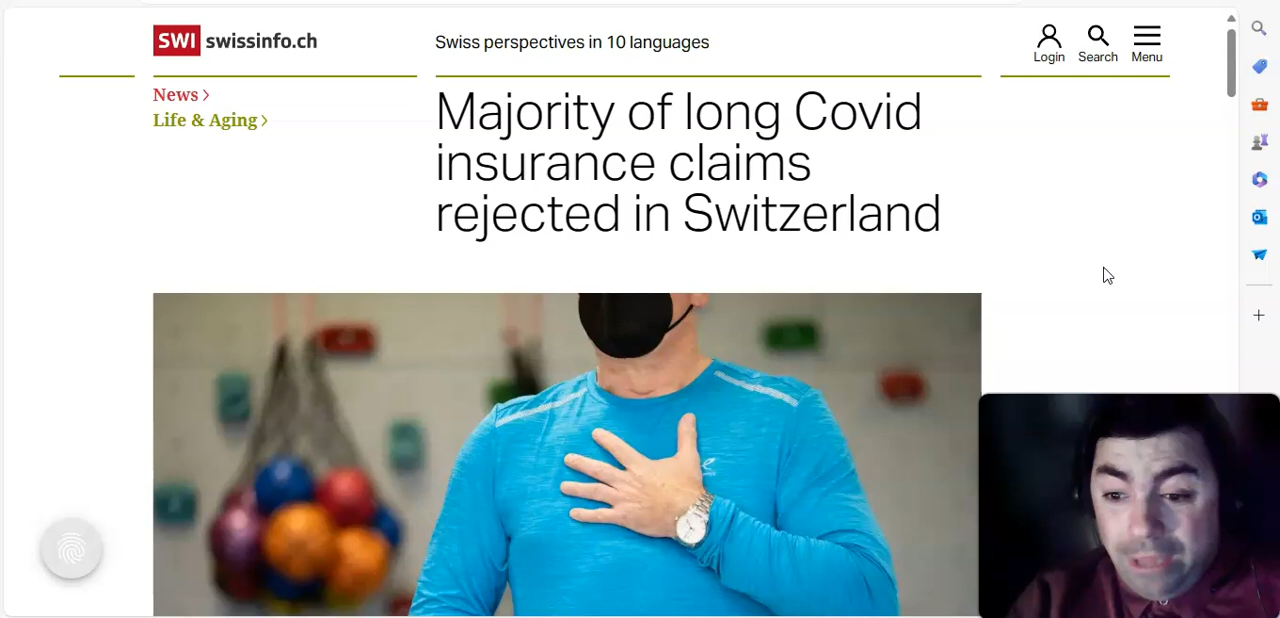 SWI swissinfo.ch
Swiss perspectives in 10 languages
Login Search Menu
News >
Life & Aging >
Majority of long Covid
insurance claims
rejected in Switzerland